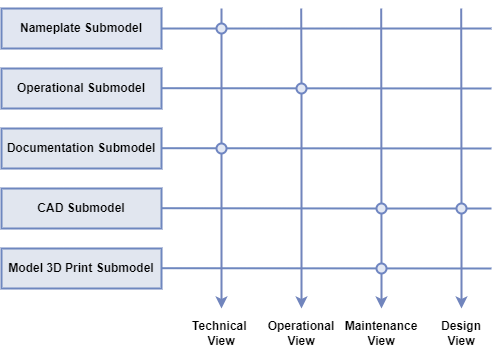 Nameplate Submodel
Operational Submodel
Documentation Submodel
CAD Submodel
Model 3D Print Submodel
Technical View
Operational View
Maintenance View
Design View